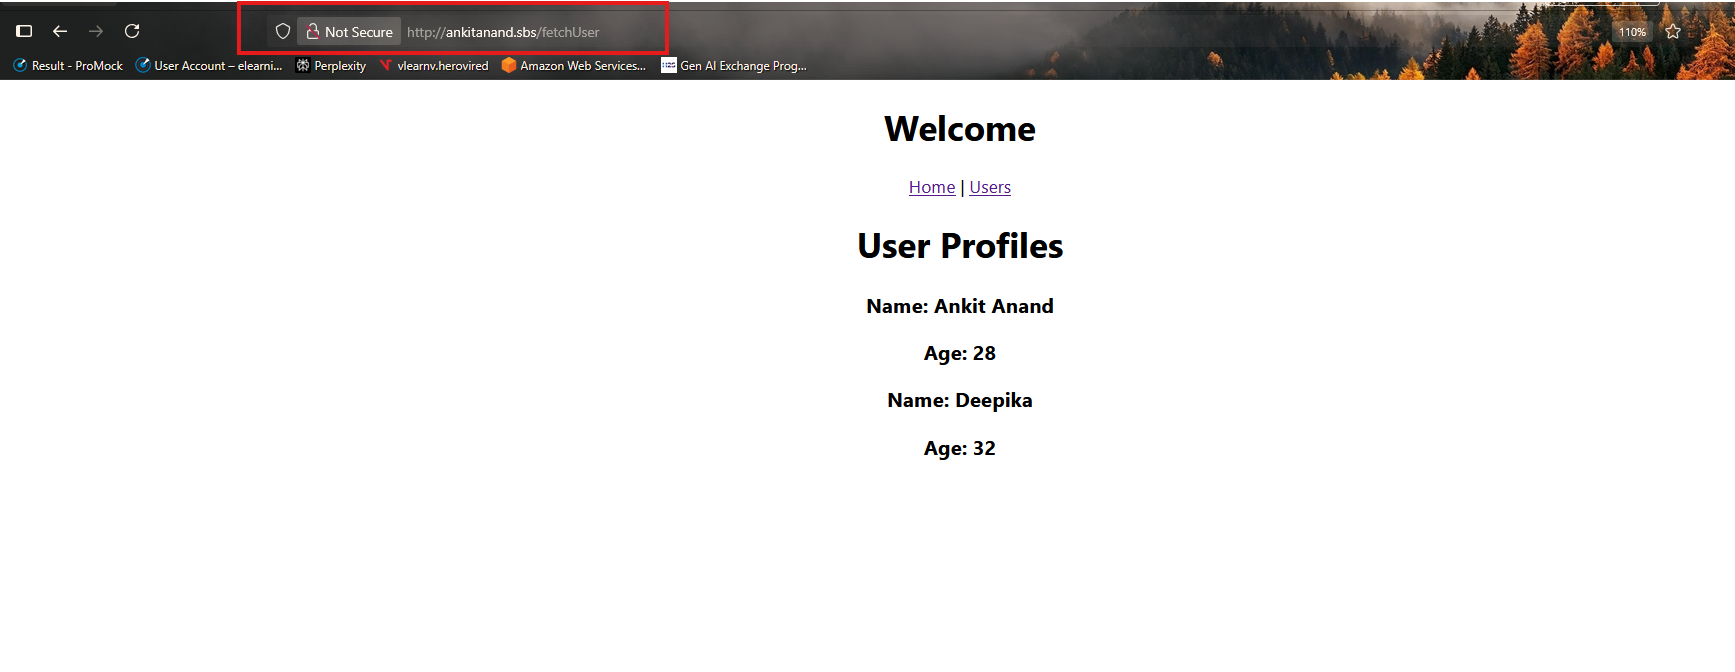 Not Secure http://ankitanand.sbs/fetchUser 110%
Result - ProMock User Account – elearni... Perplexity vlearnv.herovired Amazon Web Services... Gen AI Exchange Prog...
Welcome
Home | Users
User Profiles
Name: Ankit Anand
Age: 28
Name: Deepika
Age: 32